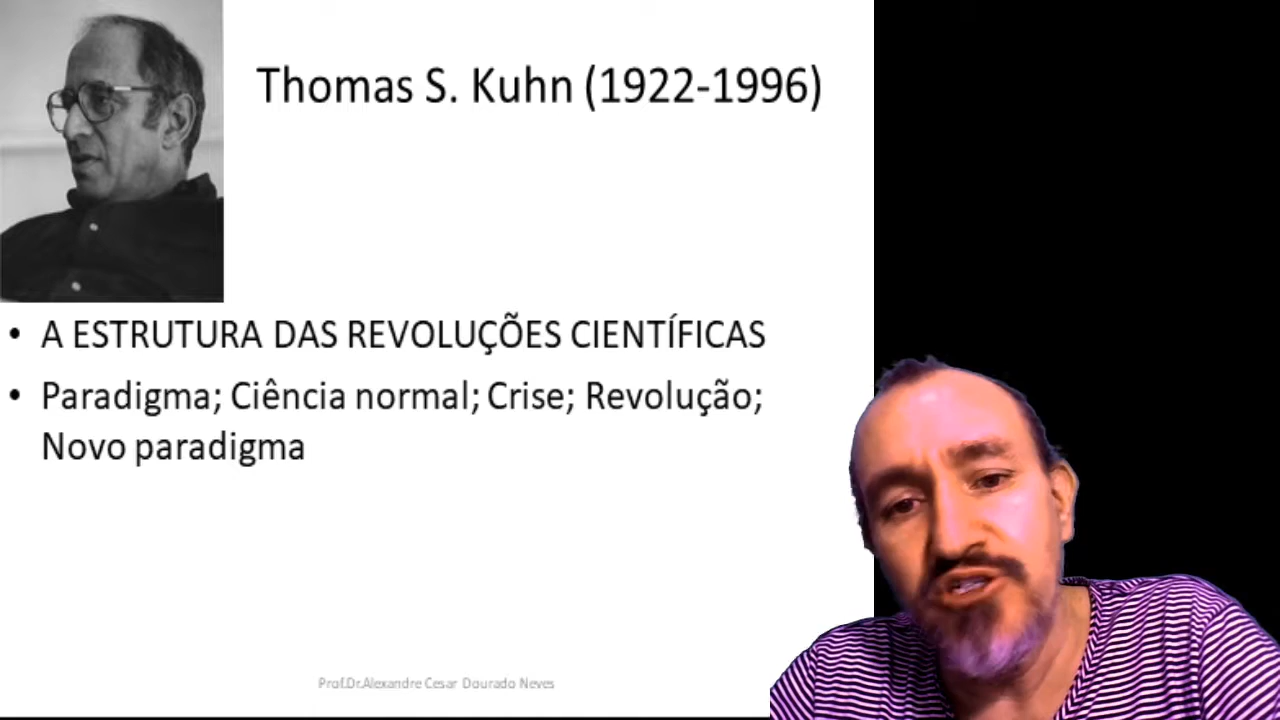 Thomas S. Kuhn (1922-1996)
• A ESTRUTURA DAS REVOLUÇÕES CIENTÍFICAS
• Paradigma; Ciência normal; Crise; Revolução;
Novo paradigma
Prof.Dr.Alexandre Cesar Dourado Neves